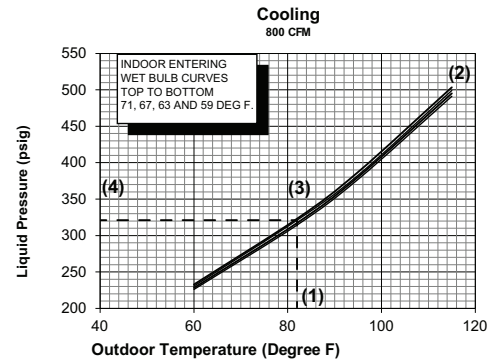 Cooling
800 CFM
INDOOR ENTERING
WET BULB CURVES
TOP TO BOTTOM
71, 67, 63 AND 59 DEG F.
(2)
(4)
(3)
(1)
Liquid Pressure (psig)
550
500
450
400
350
300
250
200
40
60
80
100
120
Outdoor Temperature (Degree F)